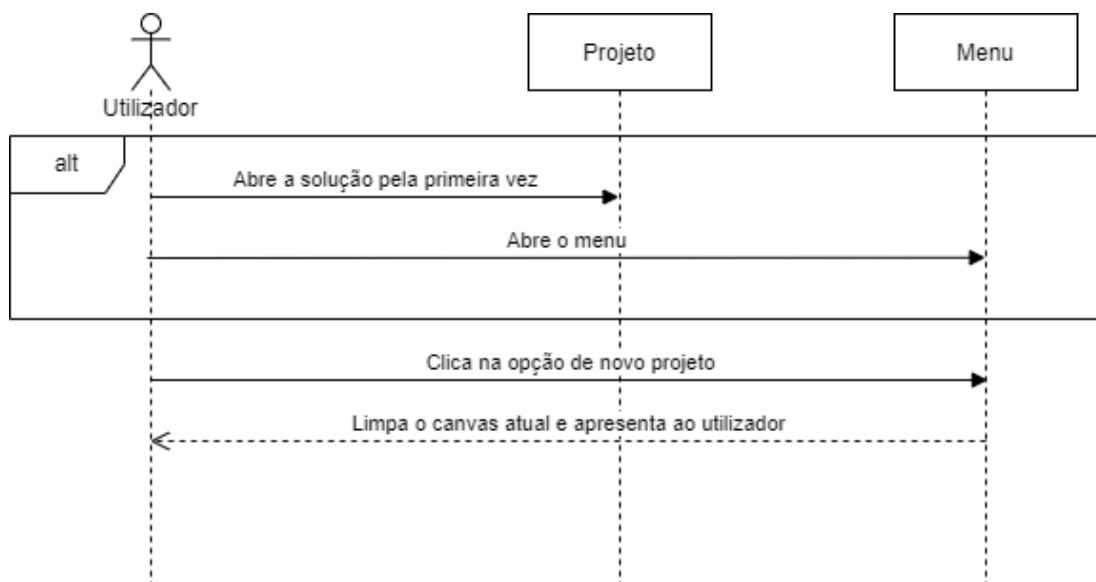 Projeto
Menu
Utilizador
alt
Abre a solução pela primeira vez
Abre o menu
Clica na opção de novo projeto
Limpa o canvas atual e apresenta ao utilizador